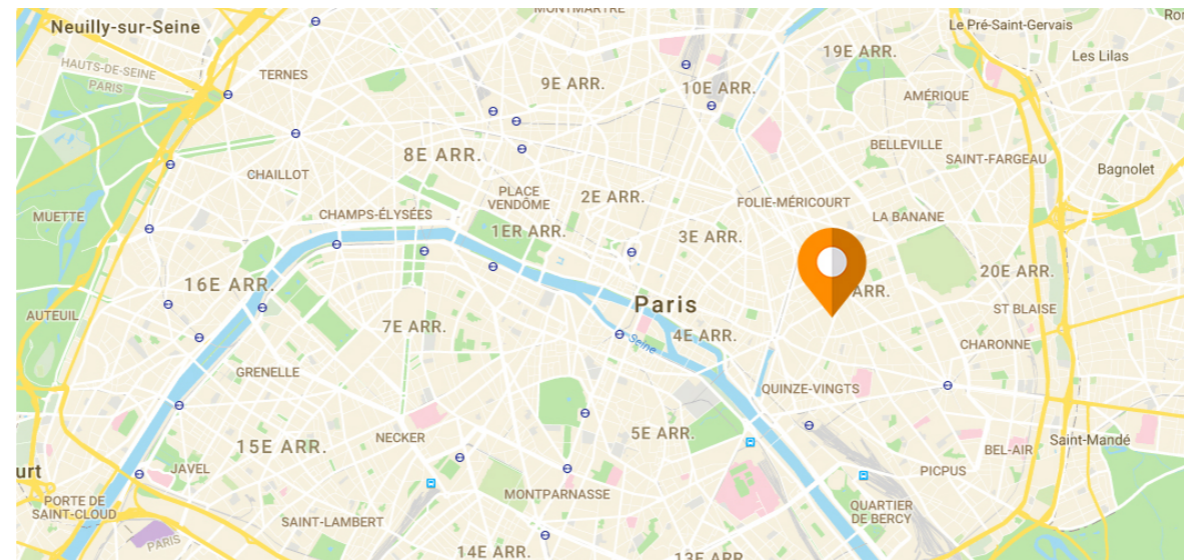 MONTMARTRE
Ron
Neuilly-sur-Seine
Le Pré-Saint-Gervais
19E ARR.
Les Lilas
HAUTS-DE-SEINE
PARIS
TERNES
9E ARR.
10E ARR.
AMÉRIQUE
BELLEVILLE
8E ARR.
SAINT-FARGEAU
Bagnolet
CHAILLOT
PLACE
VENDÔME
2E ARR.
FOLIE-MÉRICOURT
MUETTE
CHAMPS-ÉLYSÉES
LA BANANE
1ER ARR.
3E ARR.
20E ARR.
16E ARR.
ARR.
Paris
ST BLAISE
AUTEUIL
7E ARR.
4E ARR.
Seine
CHARONNE
GRENELLE
QUINZE-VINGTS
5E ARR.
NECKER
15E ARR.
Saint-Mandé
BEL-AIR
urt
JAVEL
PICPUS
MONTPARNASSE
PORTE DE
SAINT-CLOUD
QUARTIER
DE BERCY
SAINT-LAMBERT
PARIS
14E ARR.
13E ARR.